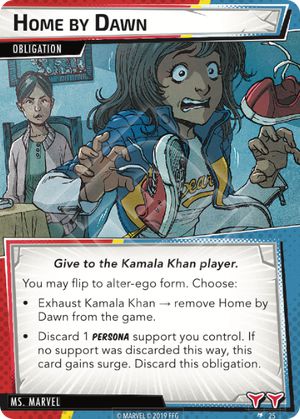 HOME BY DAWN
OBLIGATION
Give to the Kamala Khan player.
You may flip to alter-ego form. Choose:
• Exhaust Kamala Khan → remove Home by
Dawn from the game.
• Discard 1 PERSONA support you control. If
no support was discarded this way, this
card gains surge. Discard this obligation.
MS. MARVEL
© MARVEL © 2019 FFG
25